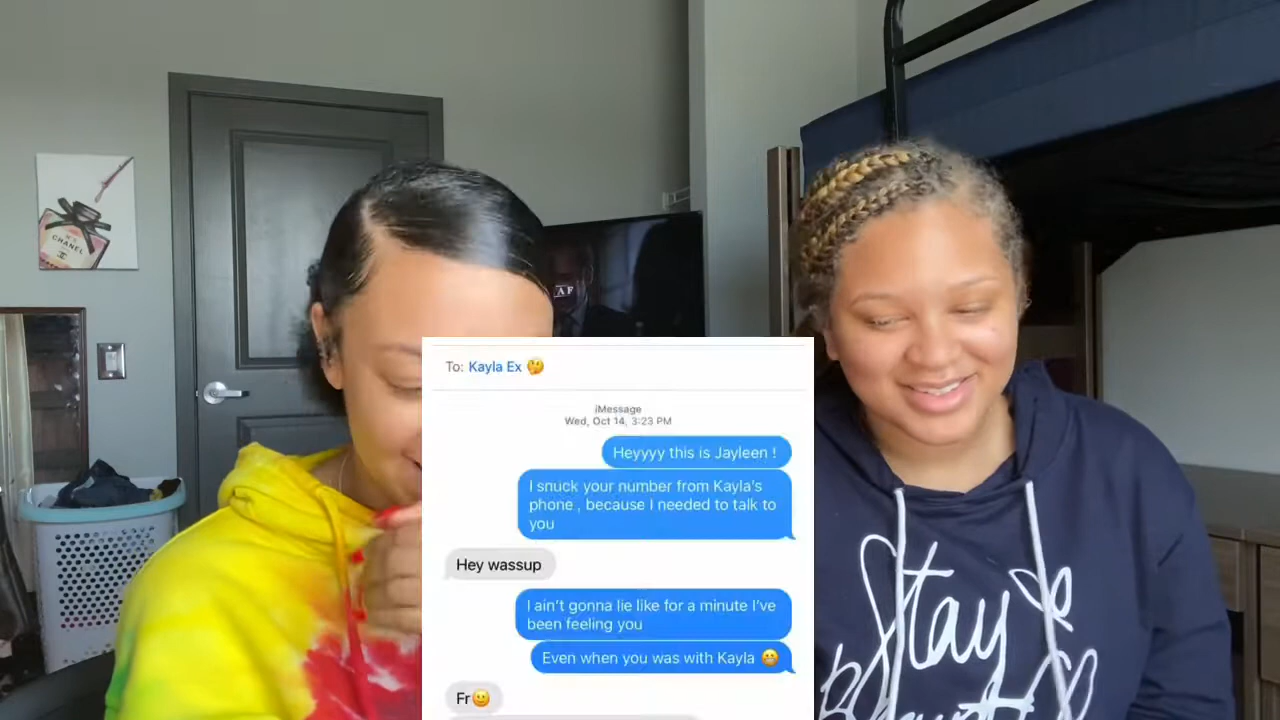 CHANEL
AF
To: Kayla Ex 🤔
iMessage
Wed, Oct 14, 3:23 PM
Heyyyy this is Jayleen !
I snuck your number from Kayla's
phone , because I needed to talk to
you
Hey wassup
I ain't gonna lie like for a minute I've
been feeling you
Even when you was with Kayla 😬
Fr🙂
Stay